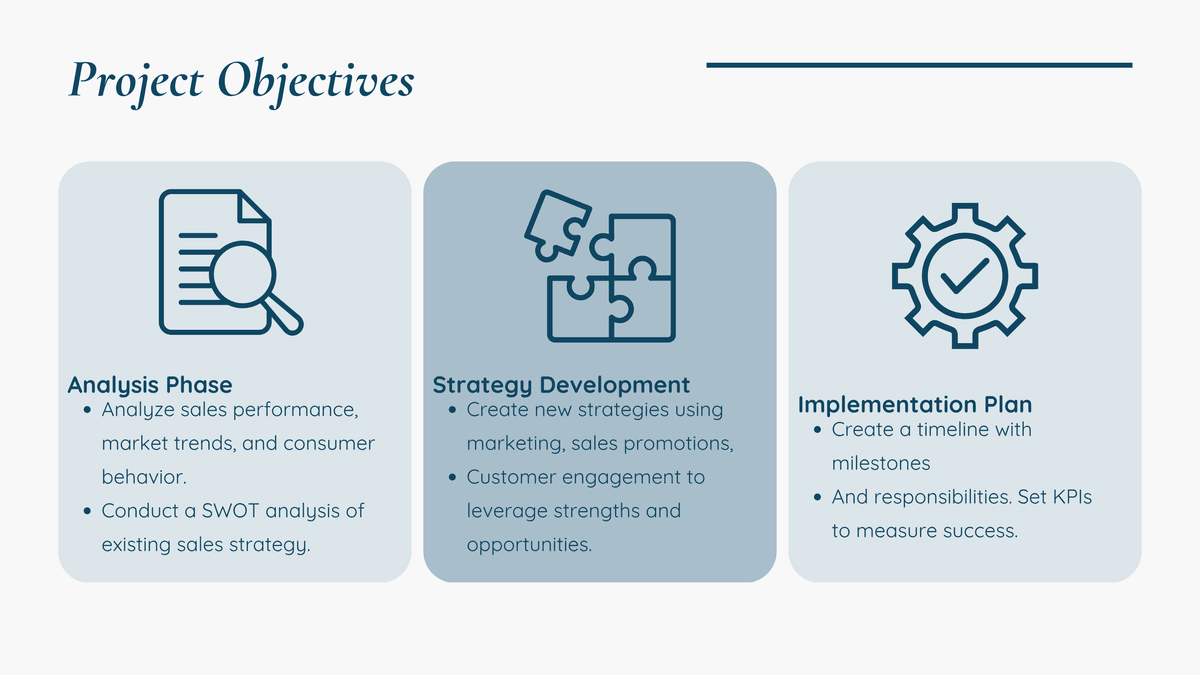 Project Objectives
Analysis Phase
• Analyze sales performance,
market trends, and consumer
behavior.
• Conduct a SWOT analysis of
existing sales strategy.
Strategy Development
• Create new strategies using
marketing, sales promotions,
• Customer engagement to
leverage strengths and
opportunities.
Implementation Plan
• Create a timeline with
milestones
• And responsibilities. Set KPIs
to measure success.